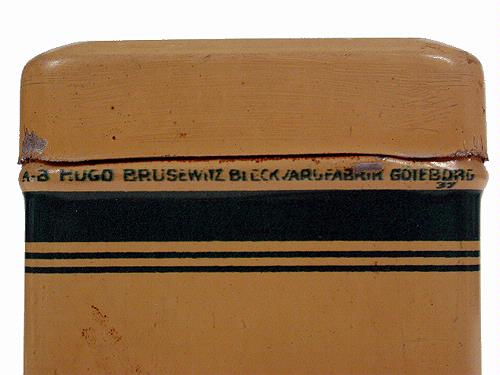 A-B HUGO BRUSEWITZ BLECKVARUFABRIK GÖTEBORG
37